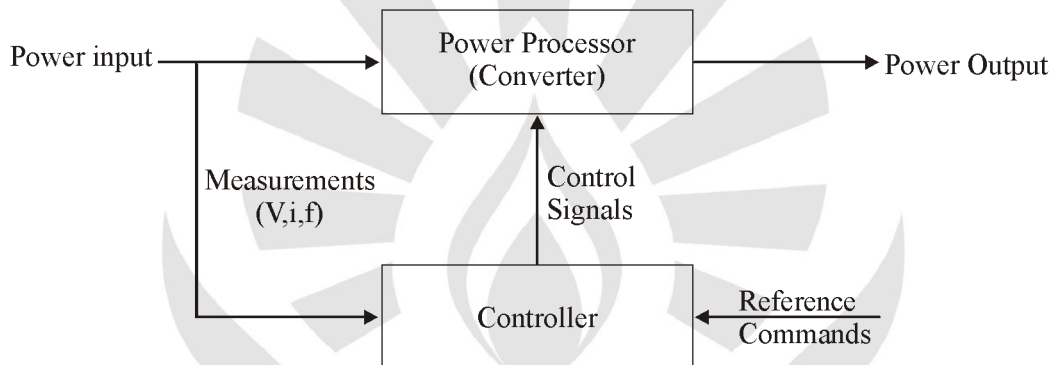 Power input
Power Processor
(Converter)
Power Output
Measurements
(V,i,f)
Control
Signals
Controller
Reference
Commands